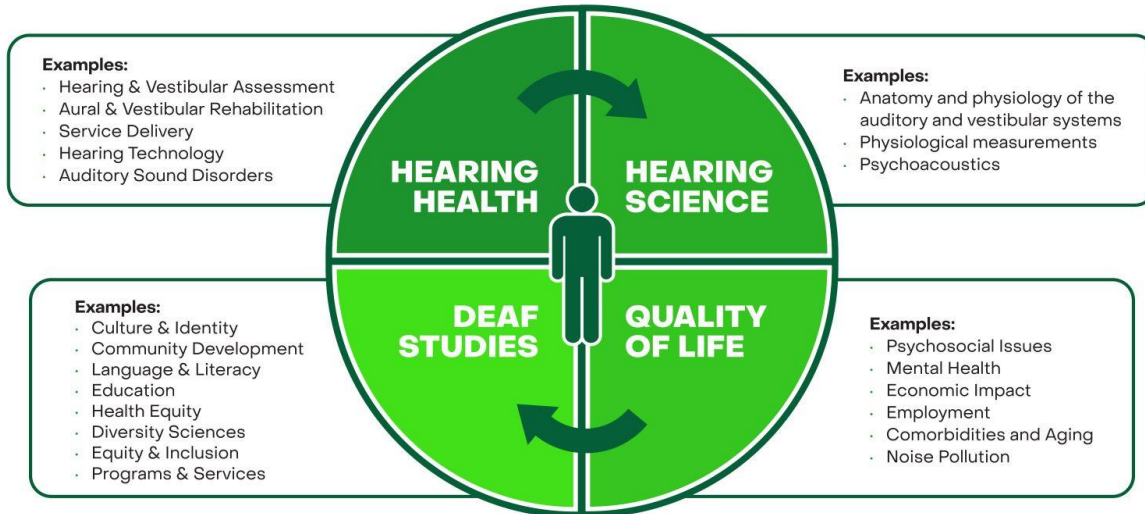 Examples:
· Hearing & Vestibular Assessment
· Aural & Vestibular Rehabilitation
· Service Delivery
· Hearing Technology
· Auditory Sound Disorders
HEARING
HEALTH
HEARING
SCIENCE
Examples:
· Anatomy and physiology of the
auditory and vestibular systems
· Physiological measurements
· Psychoacoustics
Examples:
· Culture & Identity
· Community Development
· Language & Literacy
· Education
· Health Equity
· Diversity Sciences
· Equity & Inclusion
· Programs & Services
DEAF
STUDIES
QUALITY
OF LIFE
Examples:
· Psychosocial Issues
· Mental Health
· Economic Impact
· Employment
· Comorbidities and Aging
· Noise Pollution